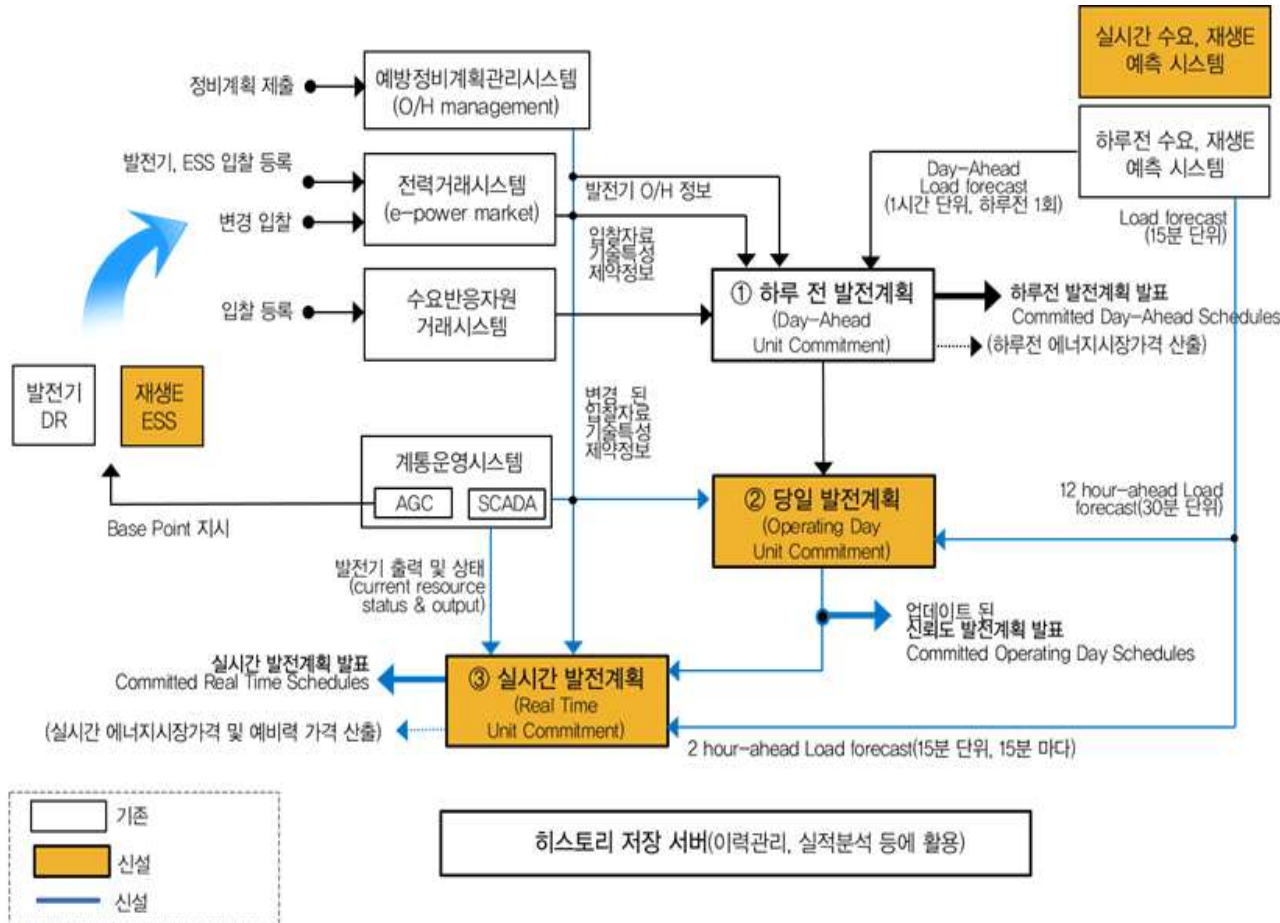 실시간 수요, 재생E
예측 시스템
하루전 수요, 재생E
예측 시스템
정비계획 제출
예방정비계획관리시스템
(O/H management)
발전기, ESS 입찰 등록
변경 입찰
전력거래시스템
(e-power market)
발전기 O/H 정보
입찰자료
기술특성
제약정보
Day-Ahead
Load forecast
(1시간 단위, 하루전 1회)
Load forecast
(15분 단위)
입찰 등록
수요반응자원
거래시스템
① 하루 전 발전계획
(Day-Ahead
Unit Commitment)
하루전 발전계획 발표
Committed Day-Ahead Schedules
(하루전 에너지시장가격 산출)
발전기
DR
재생E
ESS
변경 된
입찰자료
기술특성
제약정보
계통운영시스템
AGC
SCADA
Base Point 지시
② 당일 발전계획
(Operating Day
Unit Commitment)
12 hour-ahead Load
forecast(30분 단위)
발전기 출력 및 상태
(current resource
status & output)
업데이트 된
신뢰도 발전계획 발표
Committed Operating Day Schedules
실시간 발전계획 발표
Committed Real Time Schedules
③ 실시간 발전계획
(Real Time
Unit Commitment)
(실시간 에너지시장가격 및 예비력 가격 산출)
2 hour-ahead Load forecast(15분 단위, 15분 마다)
기존
신설
신설
히스토리 저장 서버(이력관리, 실적분석 등에 활용)